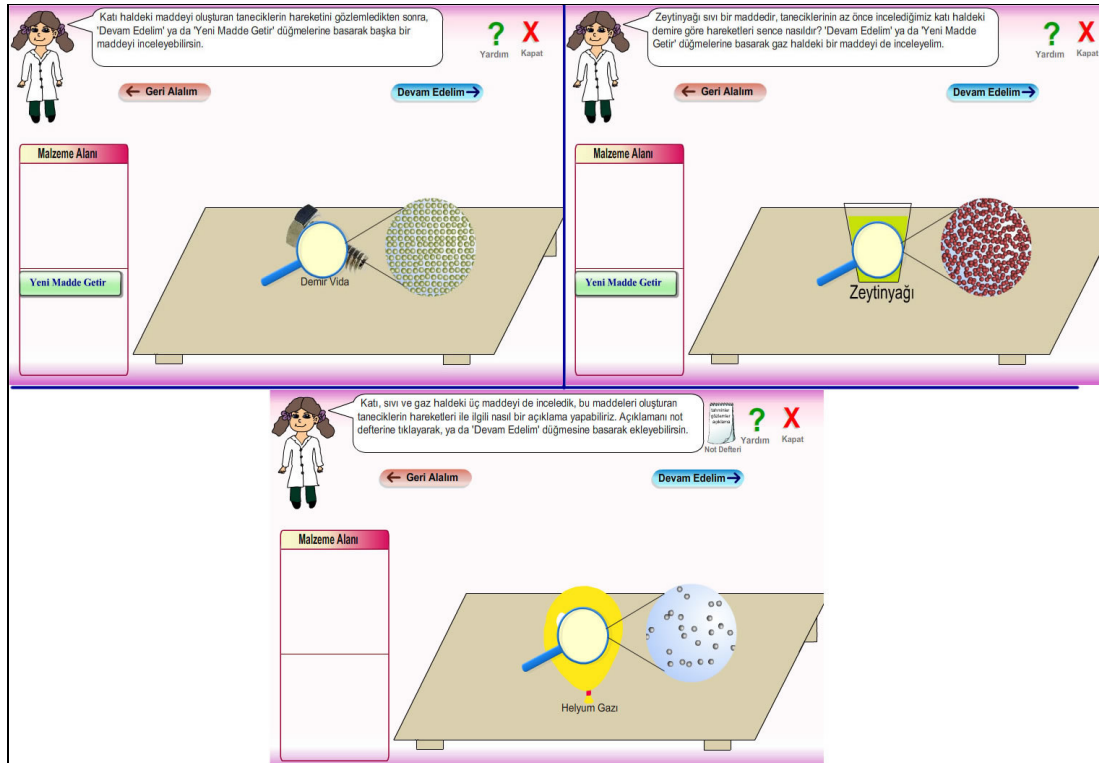 Katı haldeki maddeyi oluşturan taneciklerin hareketini gözlemledikten sonra,
'Devam Edelim' ya da 'Yeni Madde Getir' düğmelerine basarak başka bir
maddeyi inceleyebilirsin.
?
Yardım
X
Kapat
← Geri Alalım
Devam Edelim→
Malzeme Alanı
Yeni Madde Getir
Demir Vida
Zeytinyağı sıvı bir maddedir, taneciklerinin az önce incelediğimiz katı haldeki
demire göre hareketleri sence nasıldır? 'Devam Edelim' ya da 'Yeni Madde
Getir' düğmelerine basarak gaz haldeki bir maddeyi de inceleyelim.
?
Yardım
X
Kapat
← Geri Alalım
Devam Edelim→
Malzeme Alanı
Yeni Madde Getir
Zeytinyağı
Katı, sıvı ve gaz haldeki üç maddeyi de inceledik, bu maddeleri oluşturan
taneciklerin hareketleri ile ilgili nasıl bir açıklama yapabiliriz. Açıklamanı not
defterine tıklayarak, ya da 'Devam Edelim' düğmesine basarak ekleyebilirsin.
Not Defteri
?
Yardım
X
Kapat
← Geri Alalım
Devam Edelim→
Malzeme Alanı
Helyum Gazı